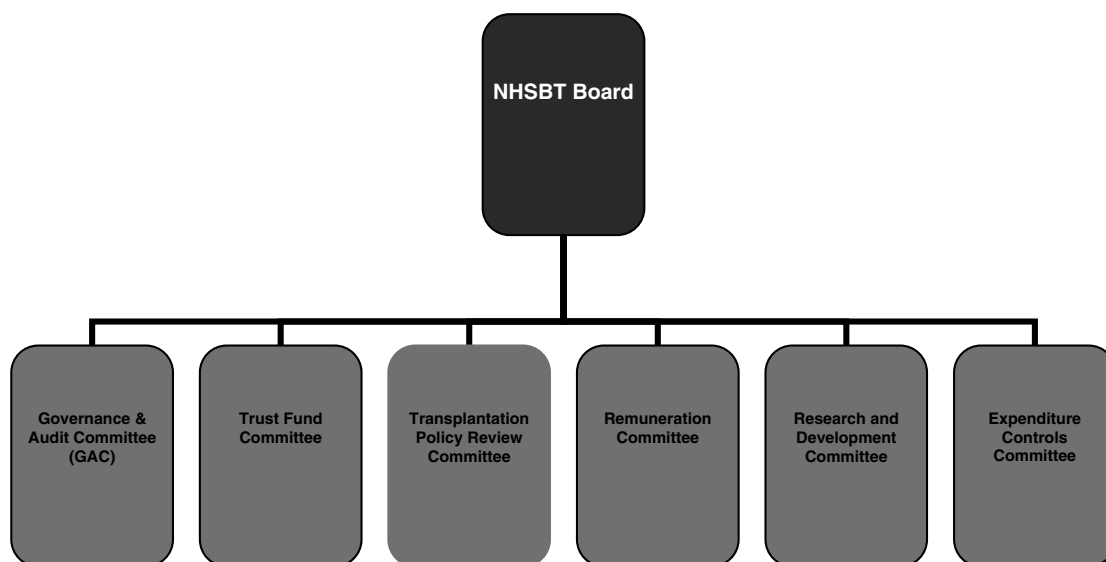 NHSBT Board
Governance &
Audit Committee
(GAC)
Trust Fund
Committee
Transplantation
Policy Review
Committee
Remuneration
Committee
Research and
Development
Committee
Expenditure
Controls
Committee